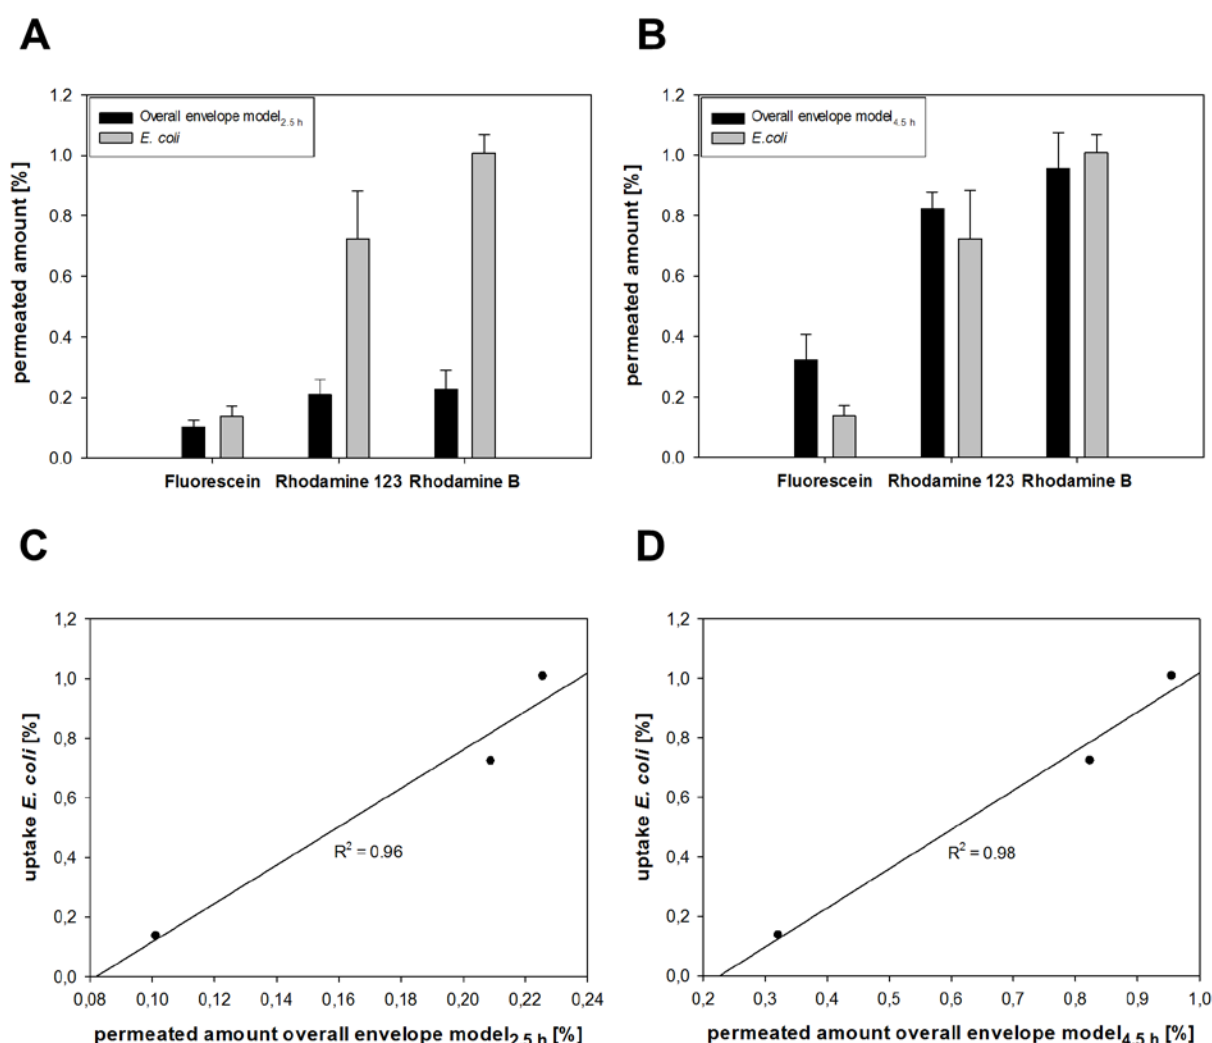 A
B
1.2
1.0
0.8
0.6
0.4
0.2
0.0
permeated amount [%]
Overall envelope model2.5 h
E. coli
Fluorescein Rhodamine 123 Rhodamine B
1.2
1.0
0.8
0.6
0.4
0.2
0.0
permeated amount [%]
Overall envelope model4.5 h
E.coli
Fluorescein Rhodamine 123 Rhodamine B
C
D
1,2
1,0
0,8
0,6
0,4
0,2
0,0
uptake E. coli [%]
R2 = 0.96
0,08 0,10 0,12 0,14 0,16 0,18 0,20 0,22 0,24
permeated amount overall envelope model2.5 h [%]
1,2
1,0
0,8
0,6
0,4
0,2
0,0
uptake E. coli [%]
R2 = 0.98
0,2 0,3 0,4 0,5 0,6 0,7 0,8 0,9 1,0
permeated amount overall envelope model4.5 h [%]